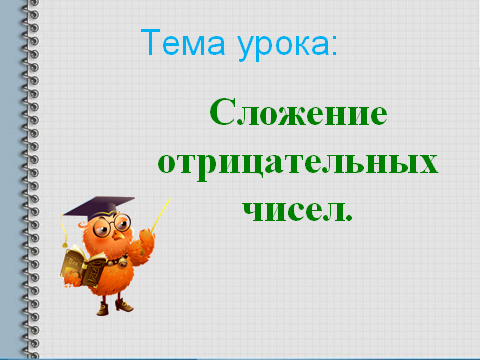 Тема урока:
Сложение
отрицательных
чисел.